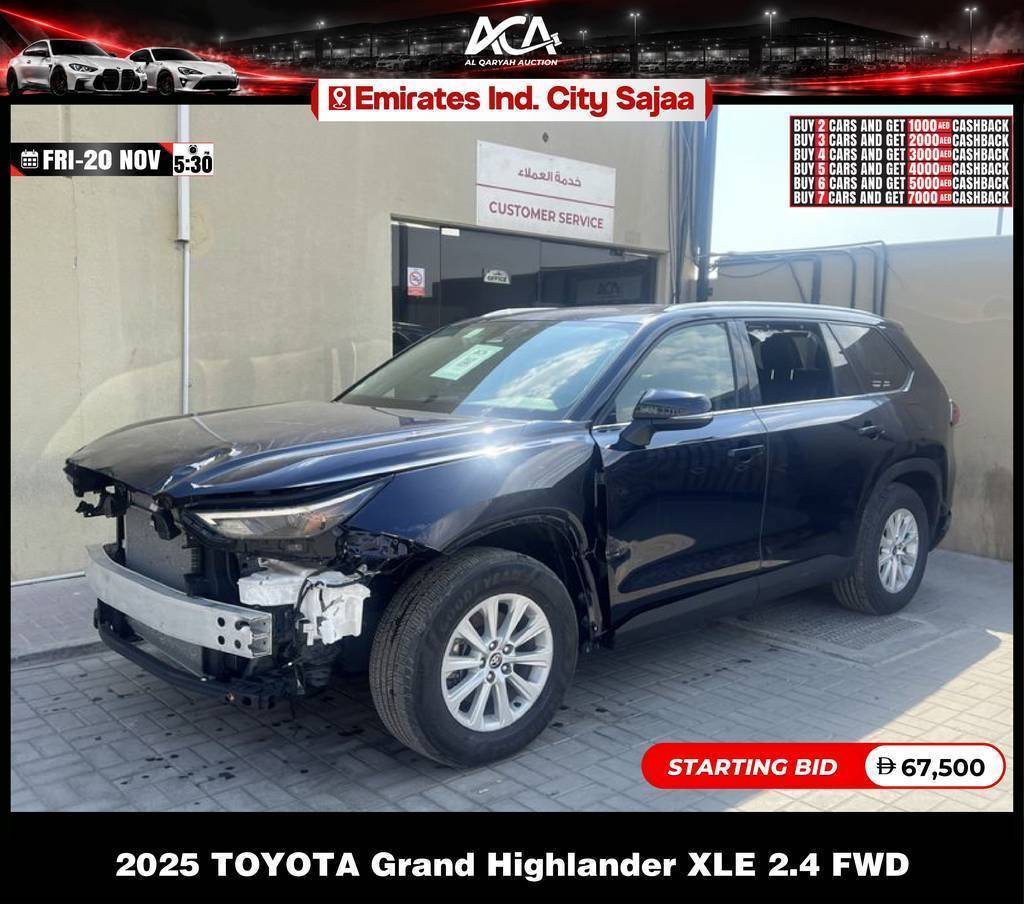 ACA
AL QARYAH AUCTION
Emirates Ind. City Sajaa
FRI-20 NOV 5:30
BUY 2 CARS AND GET 1000 AED CASHBACK
BUY 3 CARS AND GET 2000 AED CASHBACK
BUY 4 CARS AND GET 3000 AED CASHBACK
BUY 5 CARS AND GET 4000 AED CASHBACK
BUY 6 CARS AND GET 5000 AED CASHBACK
BUY 7 CARS AND GET 7000 AED CASHBACK
خدمة العملاء
CUSTOMER SERVICE
OFFICE
STARTING BID 67,500
2025 TOYOTA Grand Highlander XLE 2.4 FWD